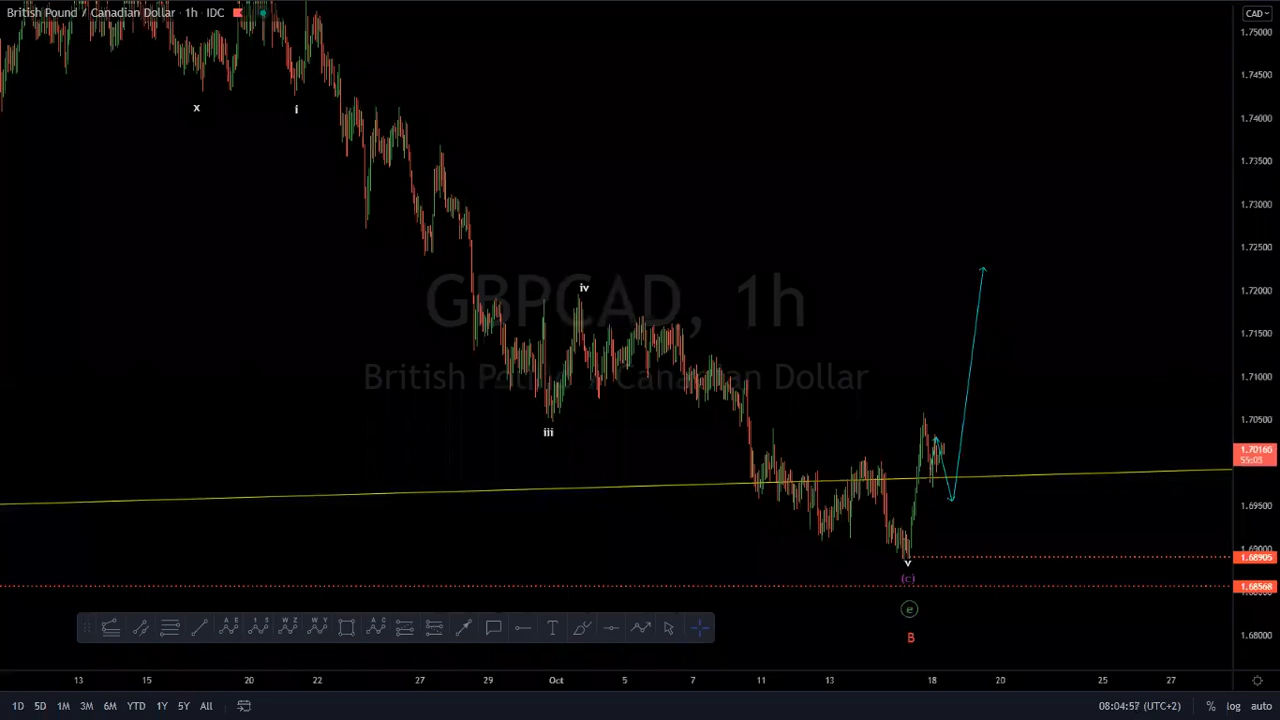 British Pound / Canadian Dollar · 1h · IDC
CAD
1.75000
1.74500
1.74000
1.73500
1.73000
1.72500
1.72000
1.71500
1.71000
1.70500
1.70160
55:03
1.69500
1.69000
1.68905
1.68568
1.68000
x
i
iv
iii
GBPCAD, 1h
British Pound / Canadian Dollar
v
(c)
e
B
13 15 20 22 27 29 Oct 5 7 11 13 18 20 25 27
1D 5D 1M 3M 6M YTD 1Y 5Y All
08:04:57 (UTC+2) % log auto